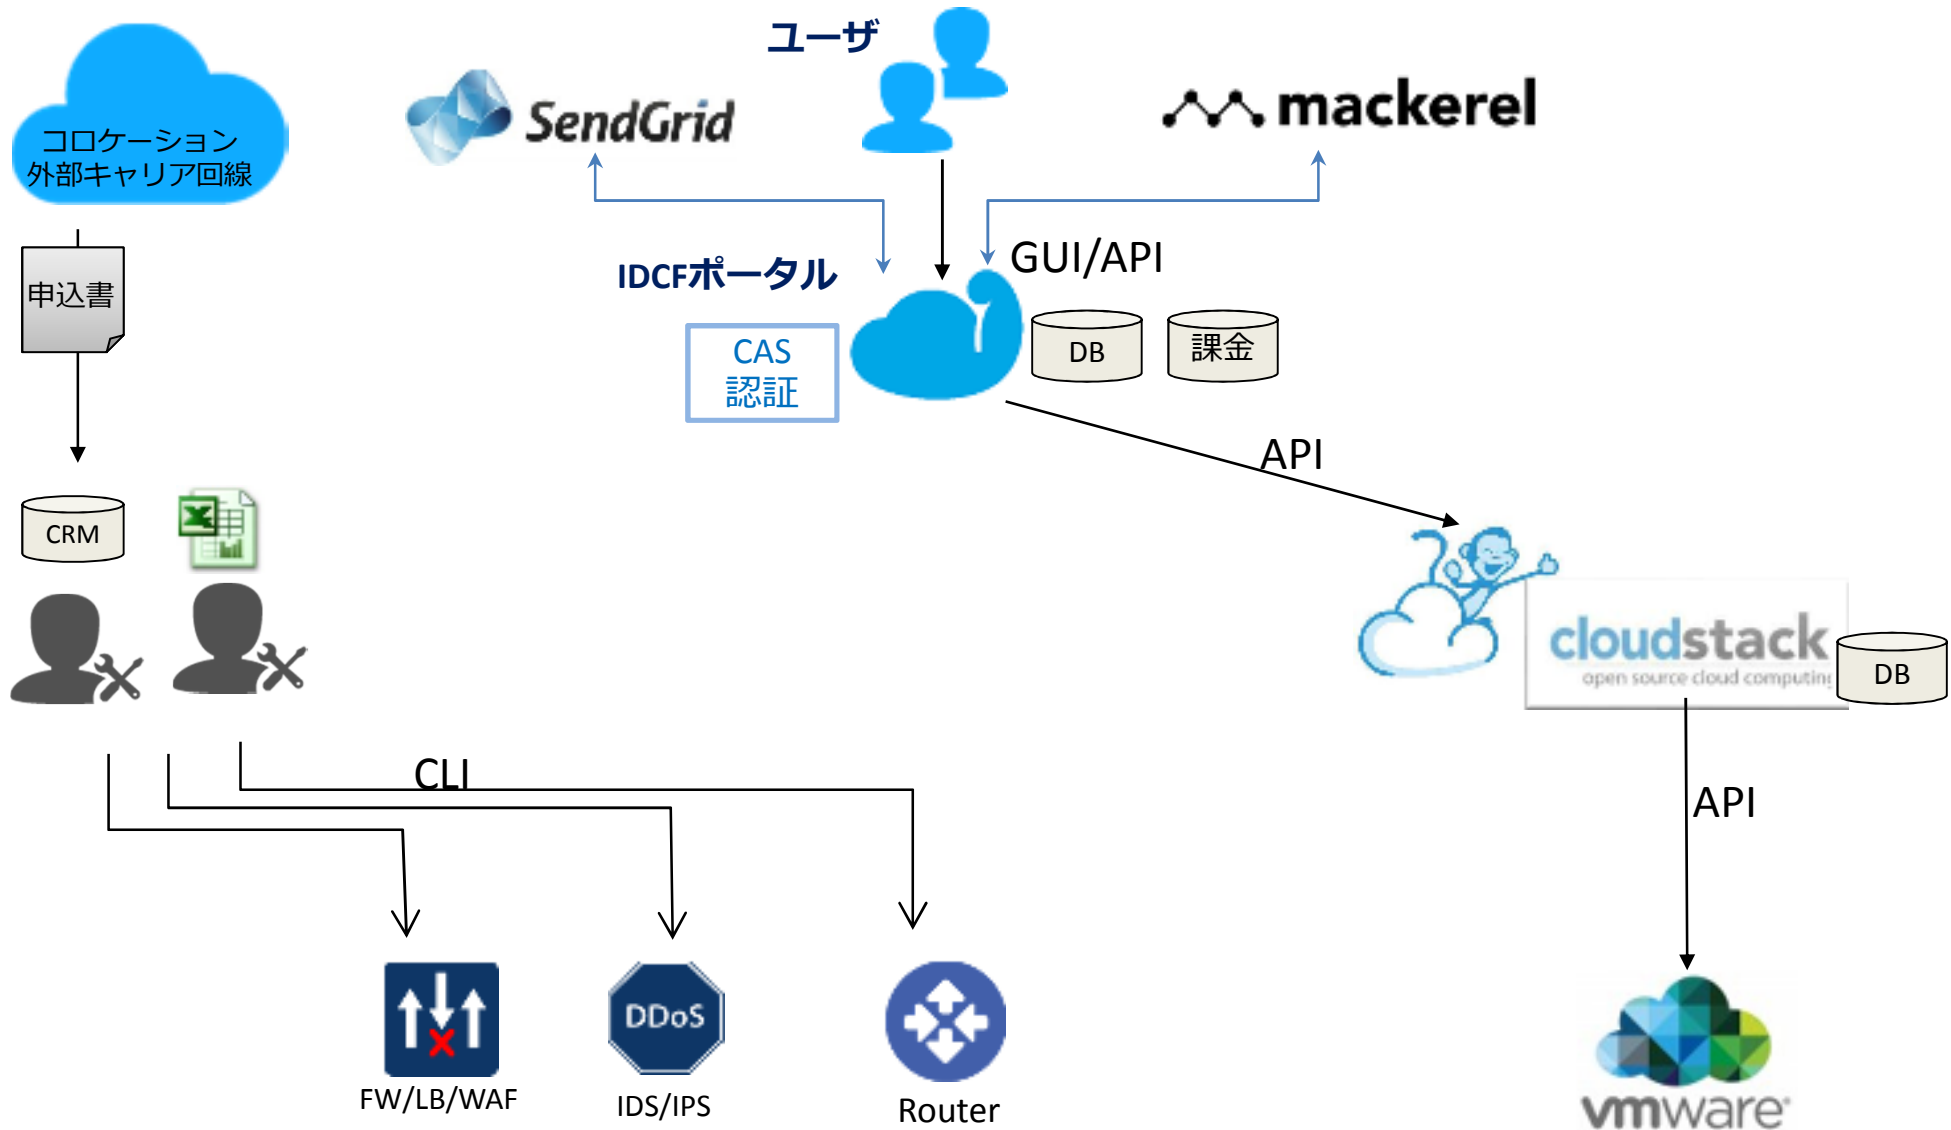 ユーザ
コロケーション
外部キャリア回線
SendGrid
mackerel
申込書
IDCFポータル
GUI/API
CAS
認証
DB
課金
API
CRM
cloudstack
open source cloud computing
DB
CLI
API
DDoS
FW/LB/WAF
IDS/IPS
Router
vmware